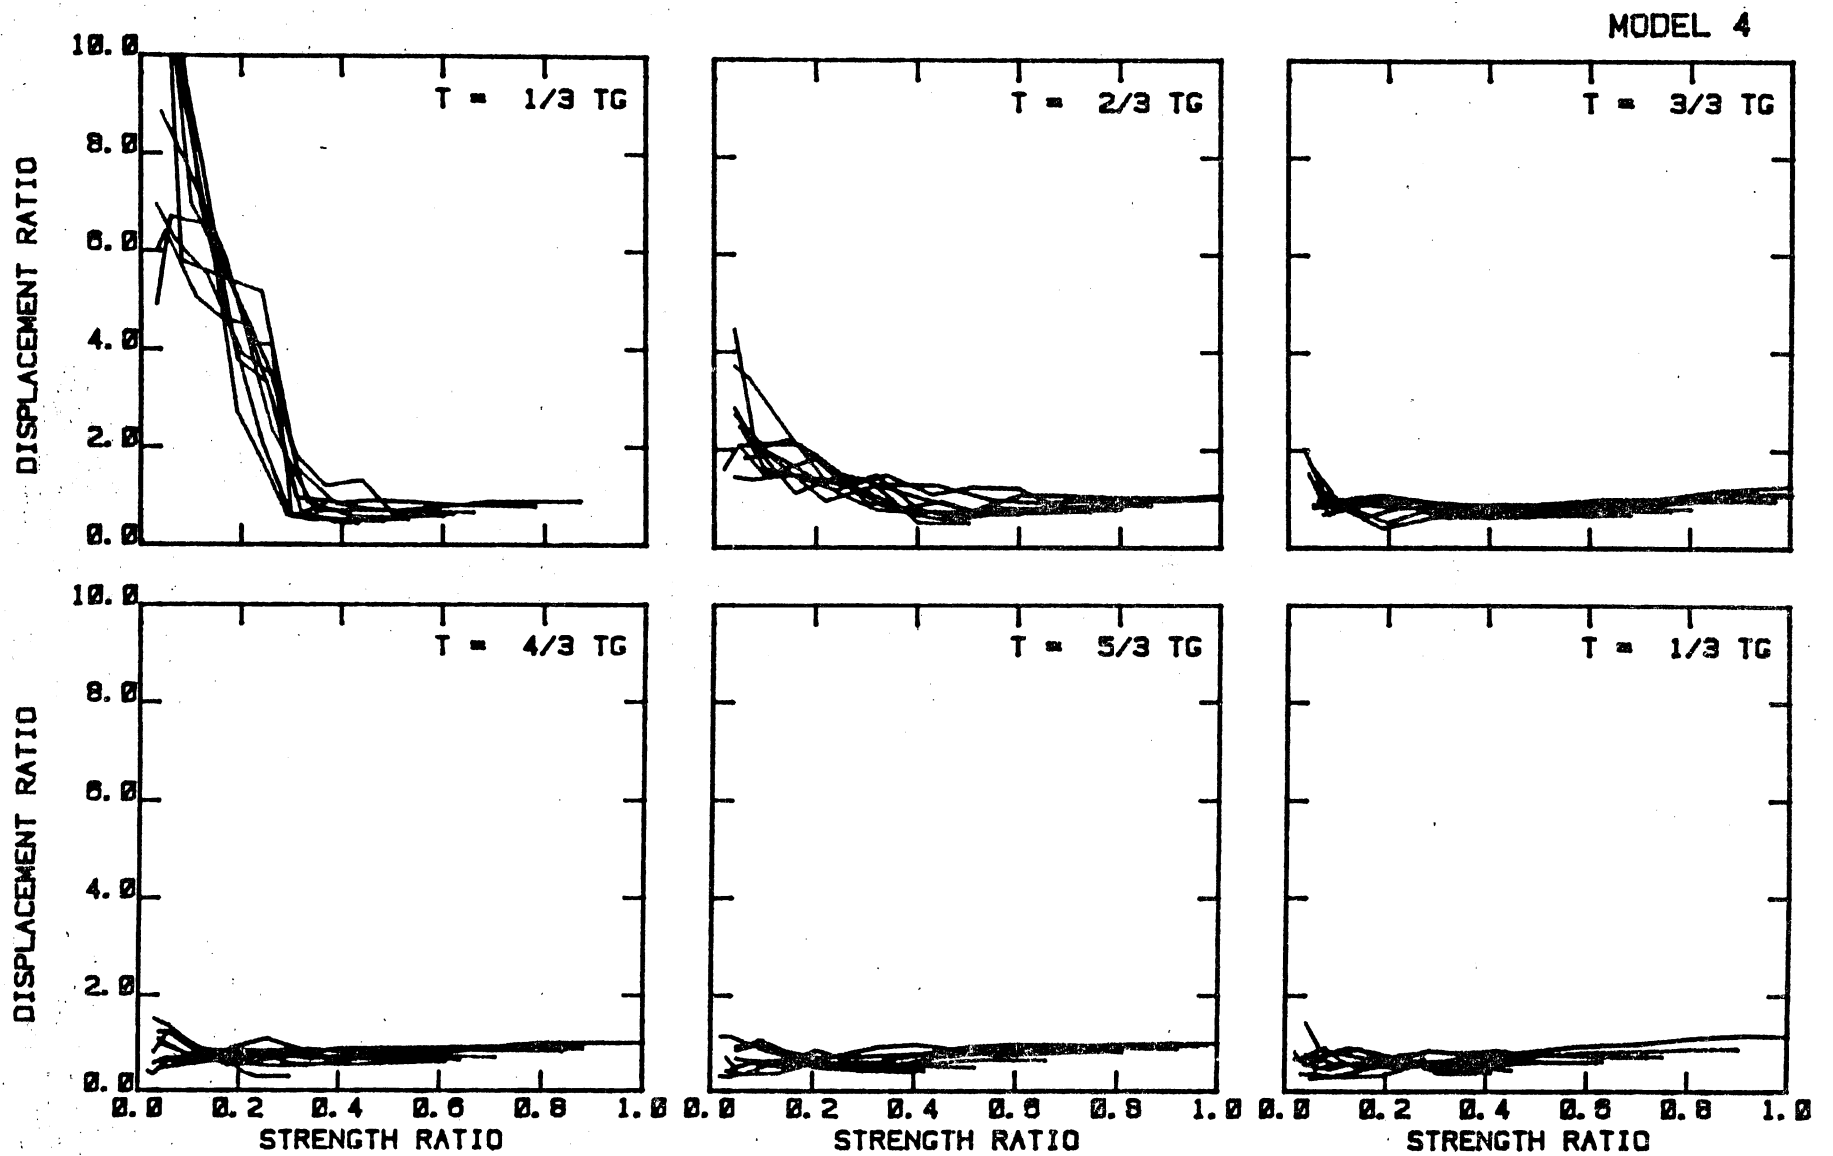 MODEL 4
10.0
T = 1/3 TG
T = 2/3 TG
T = 3/3 TG
8.0
6.0
4.0
2.0
0.0
DISPLACEMENT RATIO
10.0
T = 4/3 TG
T = 5/3 TG
T = 1/3 TG
8.0
6.0
4.0
2.0
0.0
DISPLACEMENT RATIO
0.0 0.2 0.4 0.6 0.8 1.0 0.0 0.2 0.4 0.6 0.8 1.0 0.0 0.2 0.4 0.6 0.8 1.0
STRENGTH RATIO STRENGTH RATIO STRENGTH RATIO